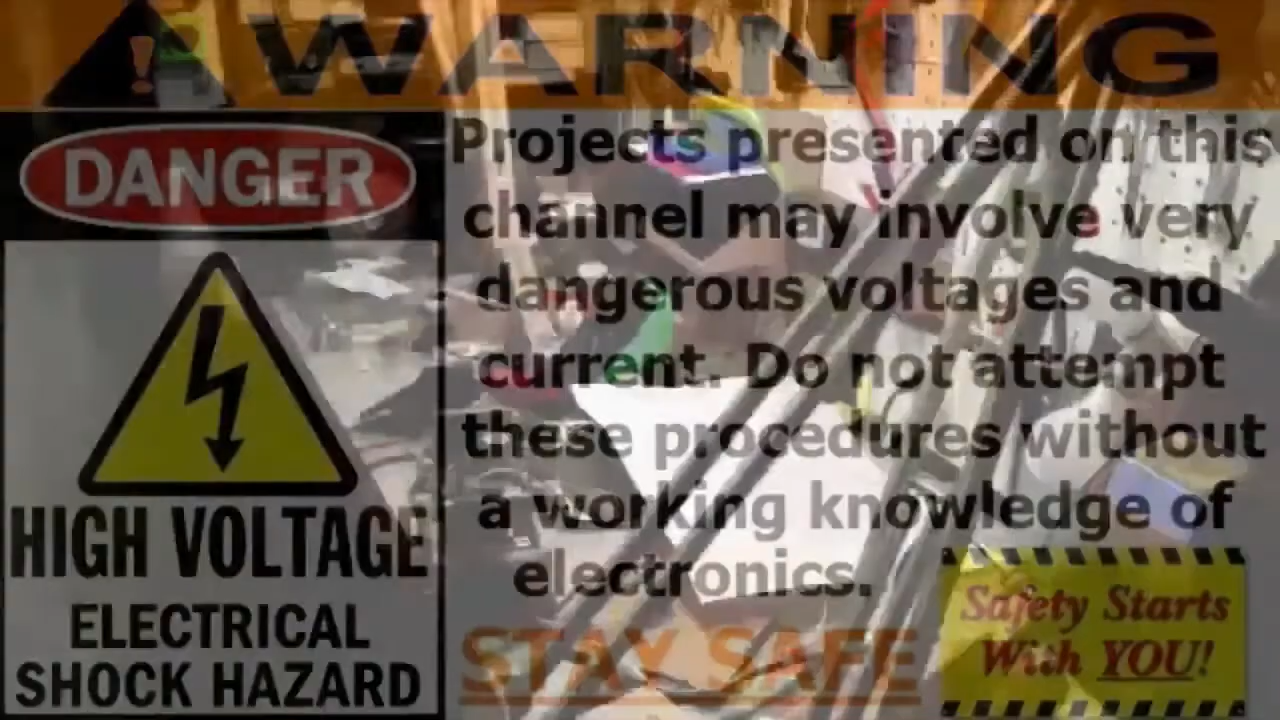 WARNING
DANGER
HIGH VOLTAGE
ELECTRICAL
SHOCK HAZARD
Projects presented on this
channel may involve very
dangerous voltages and
current. Do not attempt
these procedures without
a working knowledge of
electronics.
STAY SAFE
Safety Starts
With YOU!